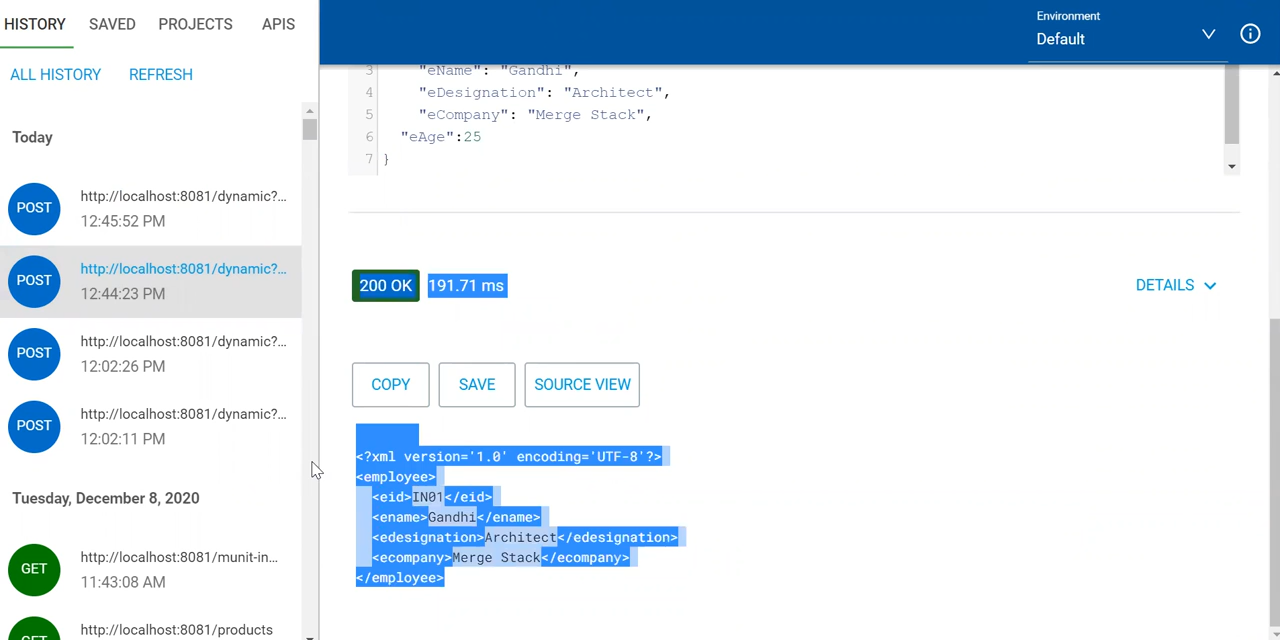 HISTORY SAVED PROJECTS APIS
ALL HISTORY REFRESH
Today
POST http://localhost:8081/dynamic?...
12:45:52 PM
POST http://localhost:8081/dynamic?...
12:44:23 PM
POST http://localhost:8081/dynamic?...
12:02:26 PM
POST http://localhost:8081/dynamic?...
12:02:11 PM
Tuesday, December 8, 2020
GET http://localhost:8081/munit-in...
11:43:08 AM
GET http://localhost:8081/products
Environment
Default
3 "eName": "Gandhi",
4 "eDesignation": "Architect",
5 "eCompany": "Merge Stack",
6 "eAge":25
7 }
200 OK 191.71 ms DETAILS
COPY SAVE SOURCE VIEW
<?xml version='1.0' encoding='UTF-8'?>
<employee>
<eid>IN01</eid>
<ename>Gandhi</ename>
<edesignation>Architect</edesignation>
<ecompany>Merge Stack</ecompany>
</employee>